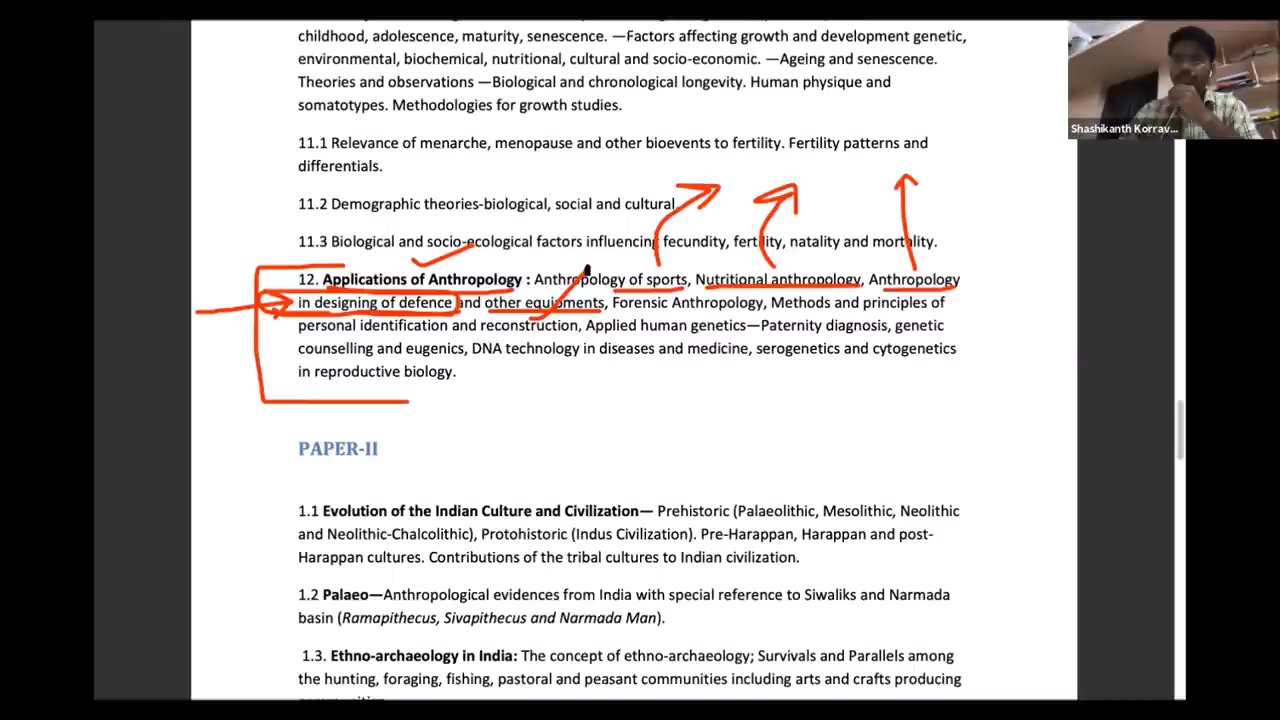 childhood, adolescence, maturity, senescence. —Factors affecting growth and development genetic,
environmental, biochemical, nutritional, cultural and socio-economic. —Ageing and senescence.
Theories and observations —Biological and chronological longevity. Human physique and
somatotypes. Methodologies for growth studies.
Shashikanth Korrav...
11.1 Relevance of menarche, menopause and other bioevents to fertility. Fertility patterns and
differentials.
11.2 Demographic theories-biological, social and cultural.
11.3 Biological and socio-ecological factors influencing fecundity, fertility, natality and mortality.
12. Applications of Anthropology : Anthropology of sports, Nutritional anthropology, Anthropology
in designing of defence and other equipments, Forensic Anthropology, Methods and principles of
personal identification and reconstruction, Applied human genetics—Paternity diagnosis, genetic
counselling and eugenics, DNA technology in diseases and medicine, serogenetics and cytogenetics
in reproductive biology.
PAPER-II
1.1 Evolution of the Indian Culture and Civilization— Prehistoric (Palaeolithic, Mesolithic, Neolithic
and Neolithic-Chalcolithic), Protohistoric (Indus Civilization). Pre-Harappan, Harappan and post-
Harappan cultures. Contributions of the tribal cultures to Indian civilization.
1.2 Palaeo—Anthropological evidences from India with special reference to Siwaliks and Narmada
basin (Ramapithecus, Sivapithecus and Narmada Man).
1.3. Ethno-archaeology in India: The concept of ethno-archaeology; Survivals and Parallels among
the hunting, foraging, fishing, pastoral and peasant communities including arts and crafts producing